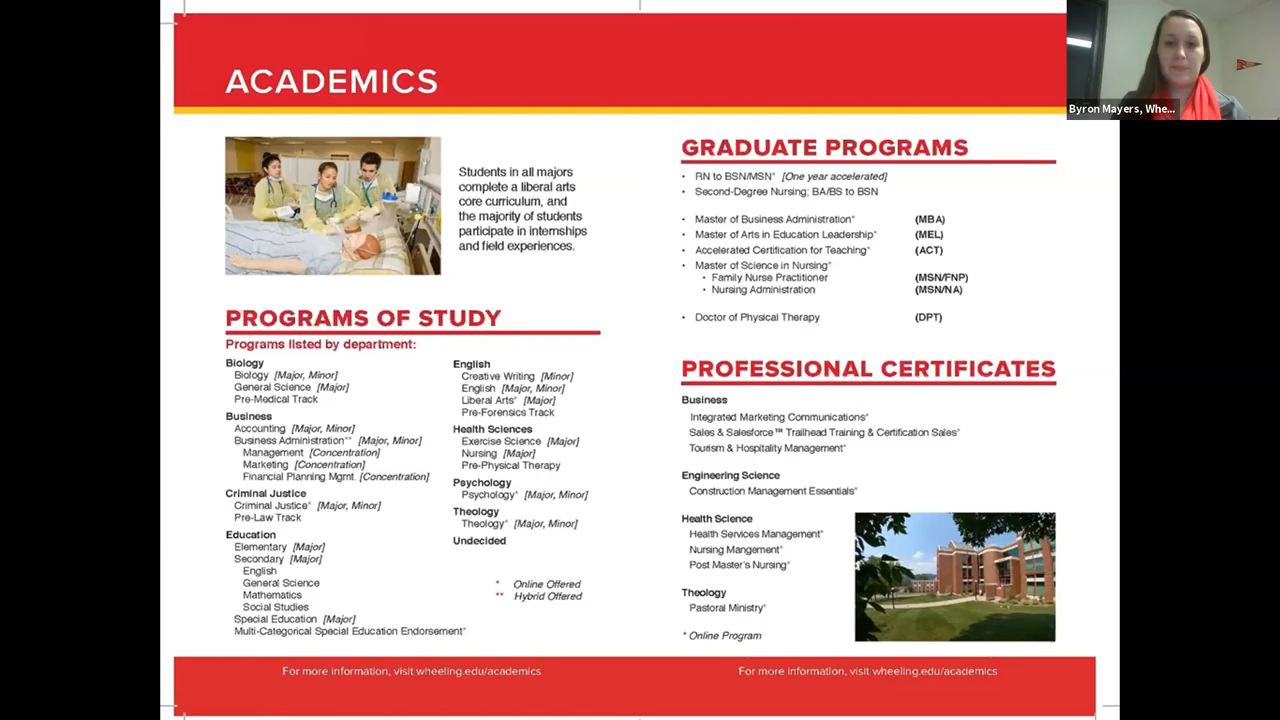 ACADEMICS
Byron Mayers, Whe...
Students in all majors
complete a liberal arts
core curriculum, and
the majority of students
participate in internships
and field experiences.
PROGRAMS OF STUDY
Programs listed by department:
Biology
Biology [Major, Minor]
General Science [Major]
Pre-Medical Track
Business
Accounting [Major, Minor]
Business Administration** [Major, Minor]
Management [Concentration]
Marketing [Concentration]
Financial Planning Mgmt. [Concentration]
Criminal Justice
Criminal Justice* [Major, Minor]
Pre-Law Track
Education
Elementary [Major]
Secondary [Major]
English
General Science
Mathematics
Social Studies
Special Education [Major]
Multi-Categorical Special Education Endorsement*
English
Creative Writing [Minor]
English [Major, Minor]
Liberal Arts* [Major]
Pre-Forensics Track
Health Sciences
Exercise Science [Major]
Nursing [Major]
Pre-Physical Therapy
Psychology
Psychology* [Major, Minor]
Theology
Theology* [Major, Minor]
Undecided
* Online Offered
** Hybrid Offered
For more information, visit wheeling.edu/academics
GRADUATE PROGRAMS
• RN to BSN/MSN* [One year accelerated]
• Second-Degree Nursing; BA/BS to BSN
• Master of Business Administration* (MBA)
• Master of Arts in Education Leadership* (MEL)
• Accelerated Certification for Teaching* (ACT)
• Master of Science in Nursing*
• Family Nurse Practitioner (MSN/FNP)
• Nursing Administration (MSN/NA)
• Doctor of Physical Therapy (DPT)
PROFESSIONAL CERTIFICATES
Business
Integrated Marketing Communications*
Sales & Salesforce™ Trailhead Training & Certification Sales*
Tourism & Hospitality Management*
Engineering Science
Construction Management Essentials*
Health Science
Health Services Management*
Nursing Mangement*
Post Master's Nursing*
Theology
Pastoral Ministry*
* Online Program
For more information, visit wheeling.edu/academics